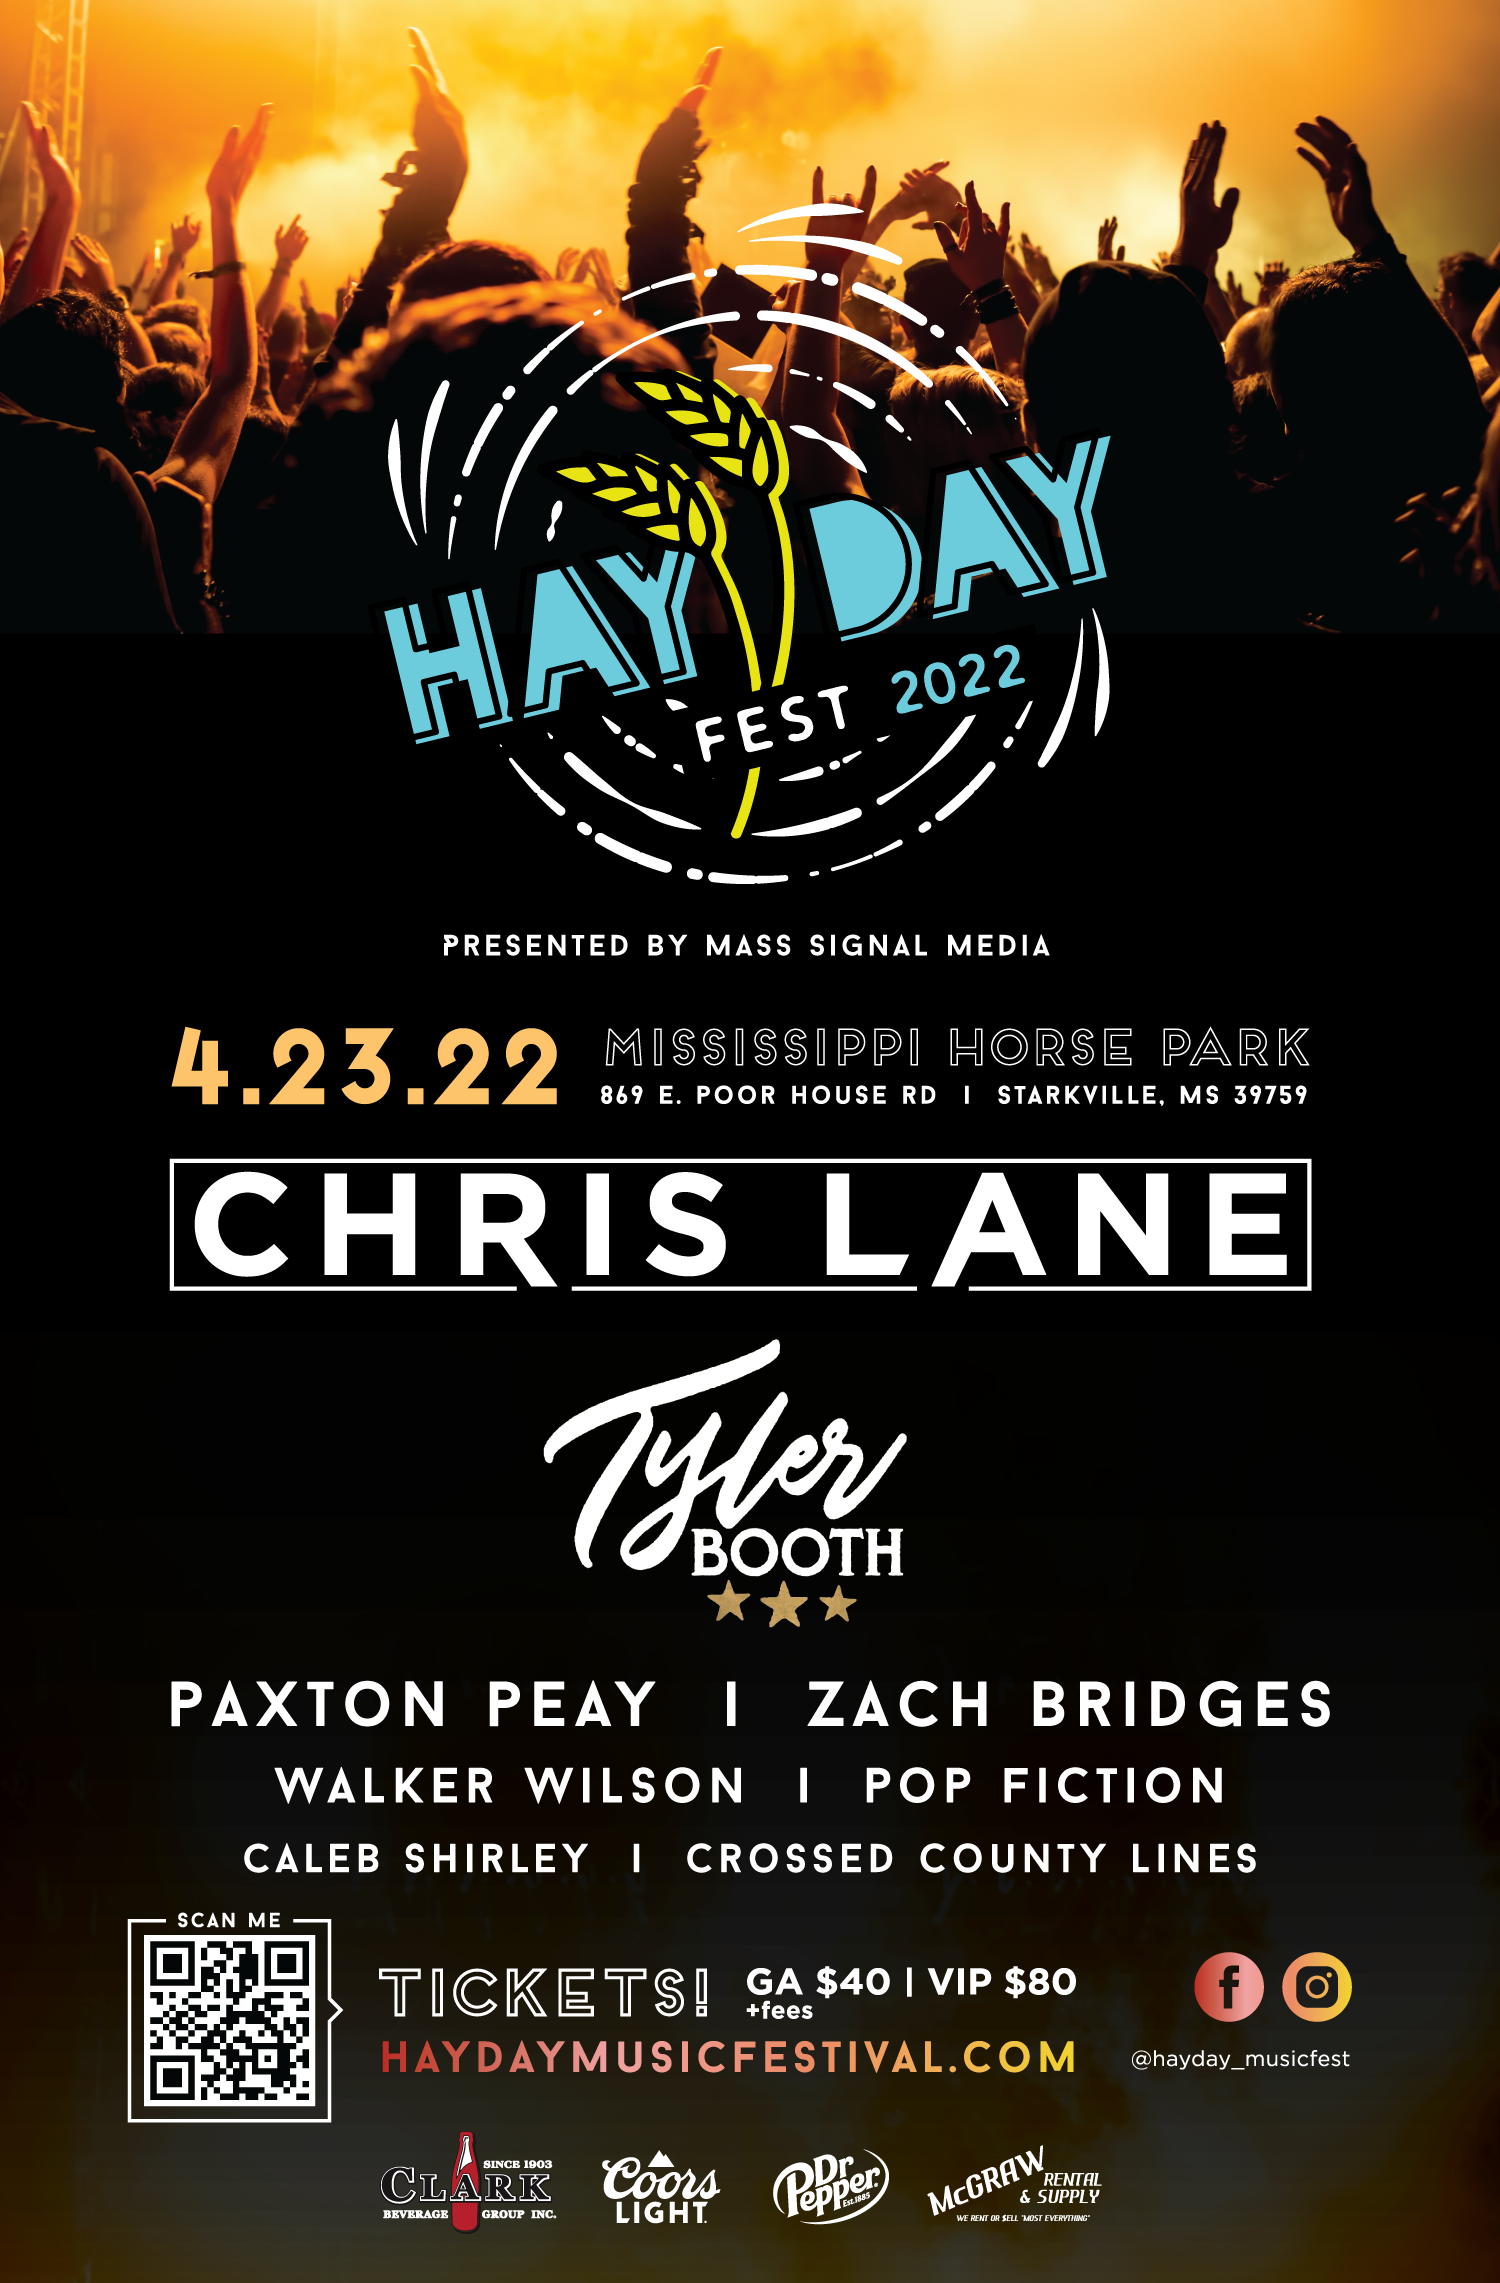 HAY DAY
FEST 2022
PRESENTED BY MASS SIGNAL MEDIA
4.23.22
MISSISSIPPI HORSE PARK
869 E. POOR HOUSE RD | STARKVILLE, MS 39759
CHRIS LANE
Tyler
BOOTH
PAXTON PEAY | ZACH BRIDGES
WALKER WILSON | POP FICTION
CALEB SHIRLEY | CROSSED COUNTY LINES
SCAN ME
TICKETS! GA $40 | VIP $80
+fees
HAYDAYMUSICFESTIVAL.COM
@hayday_musicfest
SINCE 1903
CLARK
BEVERAGE GROUP INC.
Coors
LIGHT
Dr
Pepper
Est. 1885
McGRAW
RENTAL
& SUPPLY
WE RENT OR SELL "MOST EVERYTHING"